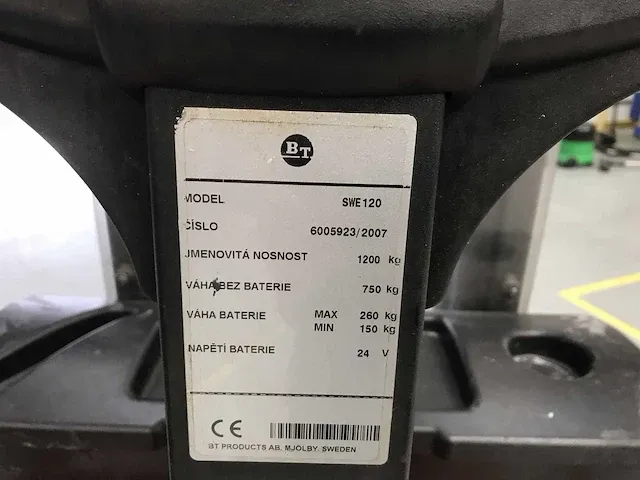 BT
MODEL SWE120
ČÍSLO 6005923/2007
JMENOVITÁ NOSNOST 1200 kg
VÁHA BEZ BATERIE 750 kg
VÁHA BATERIE MAX 260 kg
MIN 150 kg
NAPĚTÍ BATERIE 24 V
CE
BT PRODUCTS AB. MJOLBY. SWEDEN